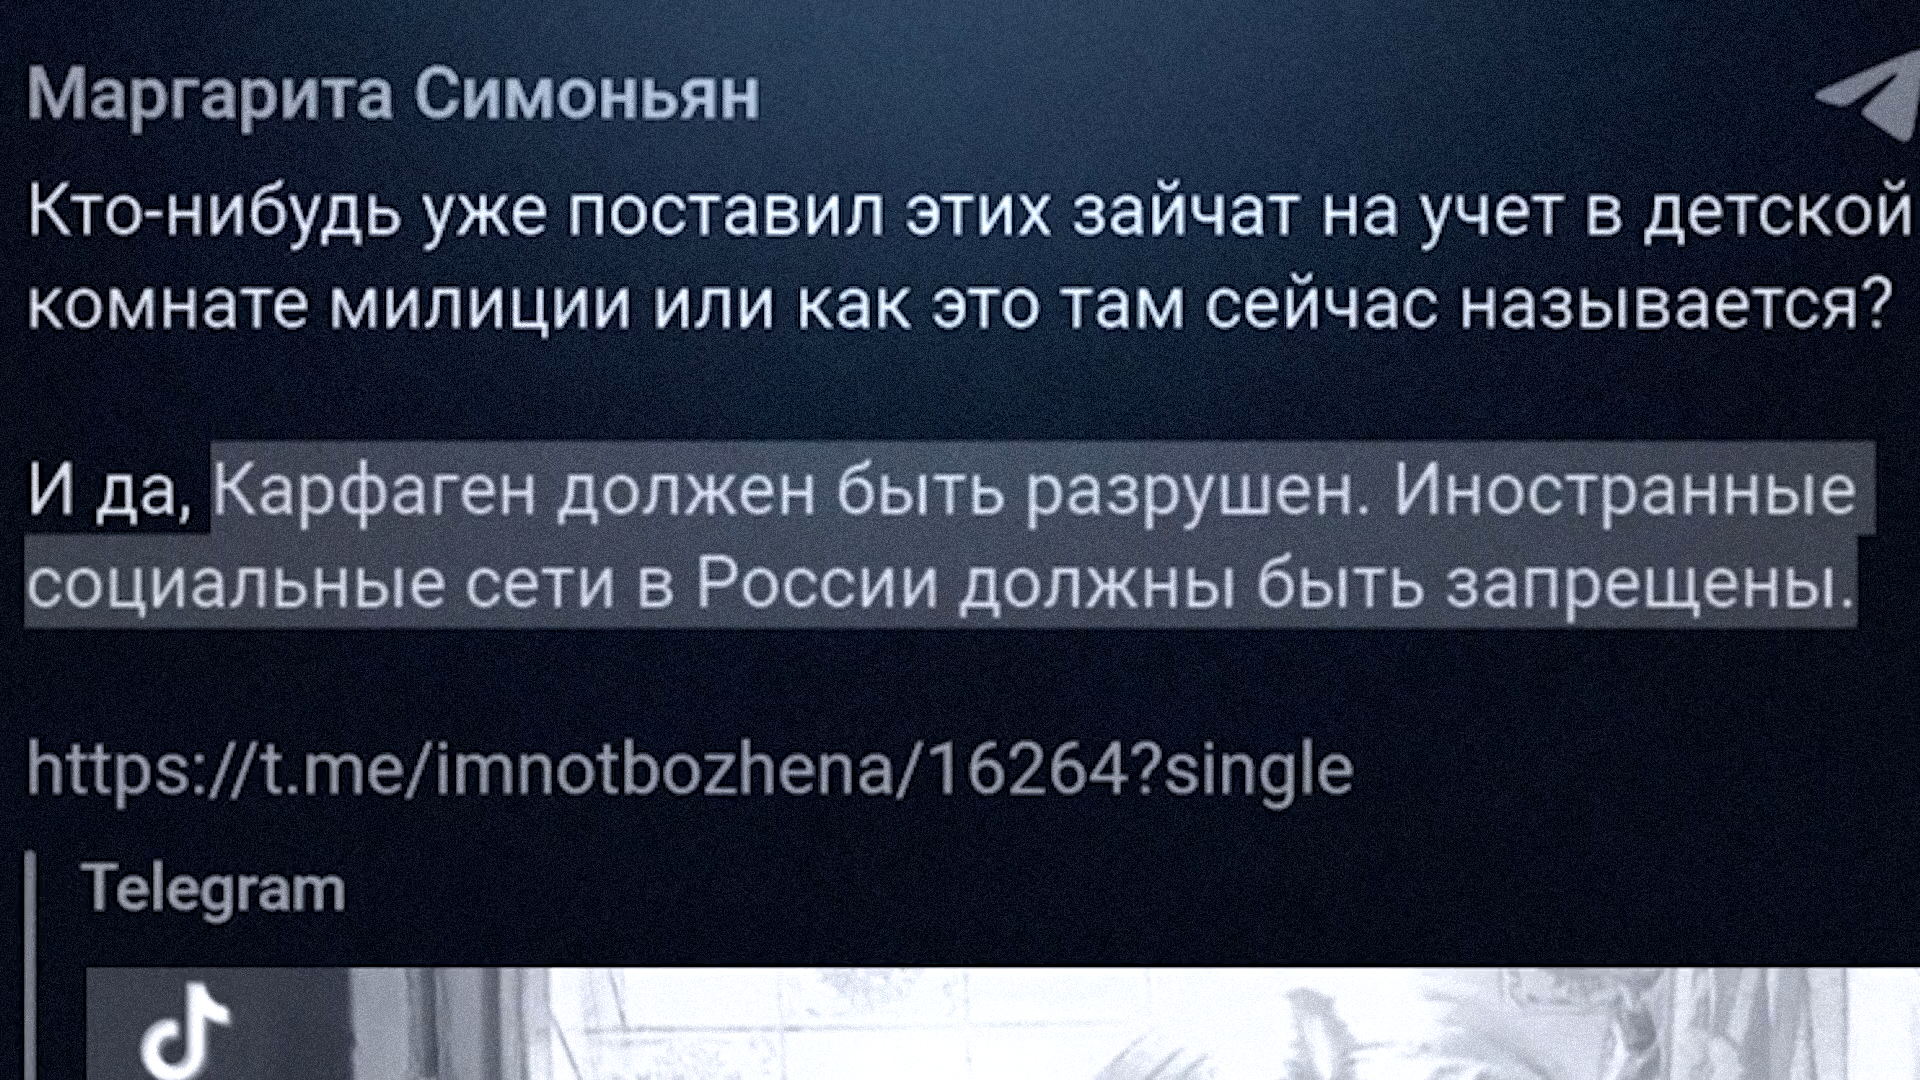 Маргарита Симоньян
Кто-нибудь уже поставил этих зайчат на учет в детской
комнате милиции или как это там сейчас называется?
И да, Карфаген должен быть разрушен. Иностранные
социальные сети в России должны быть запрещены.
https://t.me/imnotbozhena/16264?single
Telegram